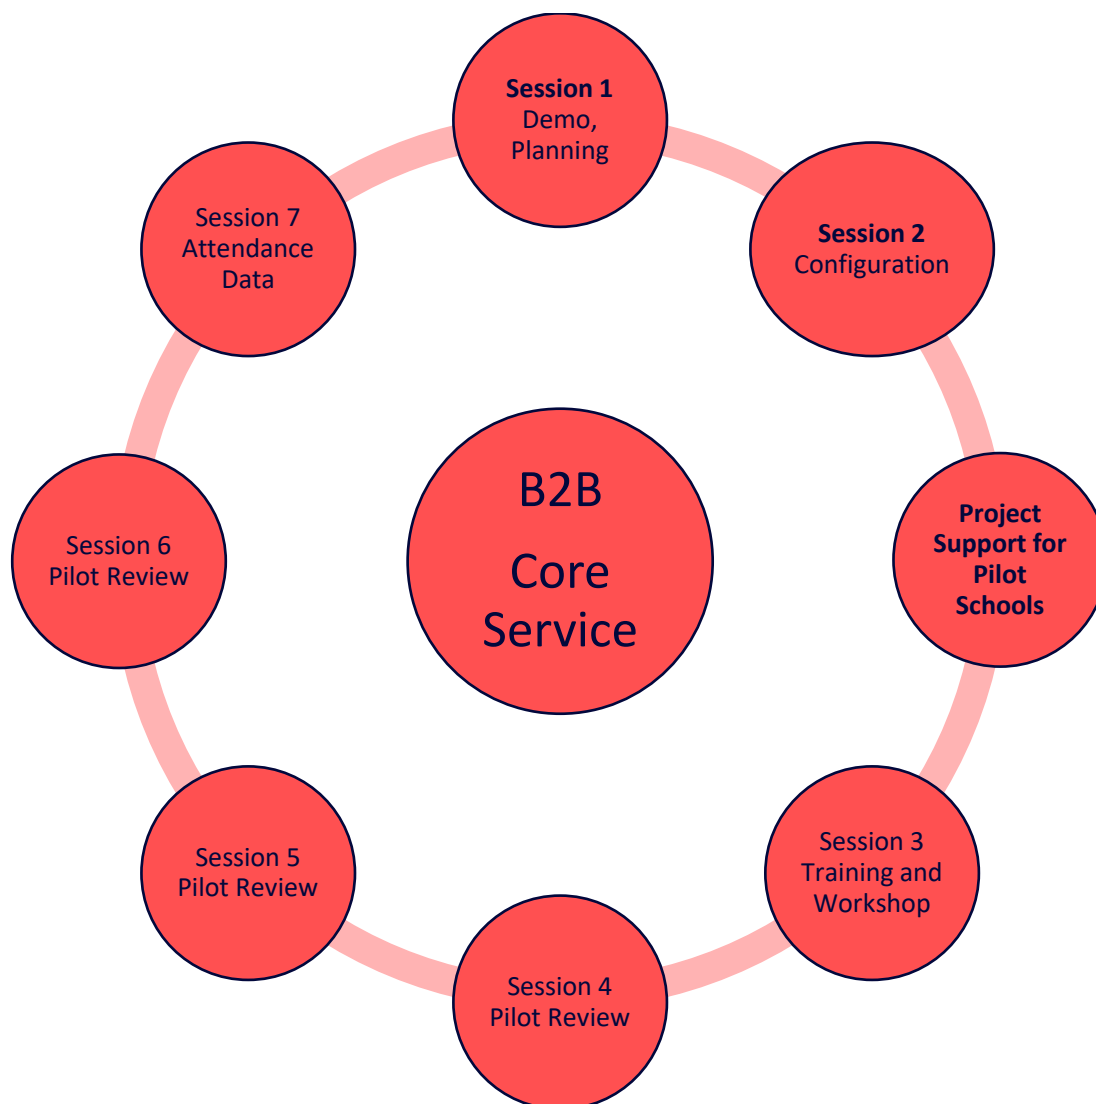 Session 1
Demo,
Planning
Session 2
Configuration
Project
Support for
Pilot
Schools
Session 3
Training and
Workshop
Session 4
Pilot Review
Session 5
Pilot Review
Session 6
Pilot Review
Session 7
Attendance
Data
B2B
Core
Service